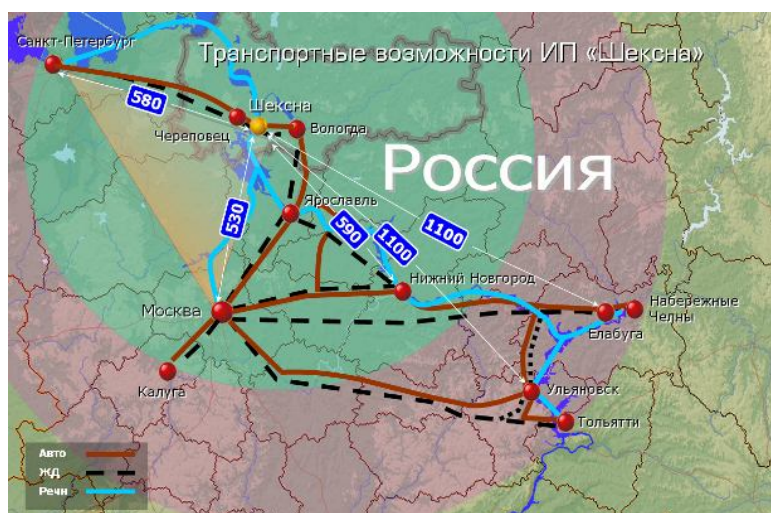 Санкт-Петербург
Транспортные возможности ИП «Шексна»
580
Шексна
Череповец
Вологда
Россия
Ярославль
530
590
1100
1100
Нижний Новгород
Москва
Набережные
Челны
Елабуга
Калуга
Ульяновск
Тольятти
Авто
ЖД
Речн